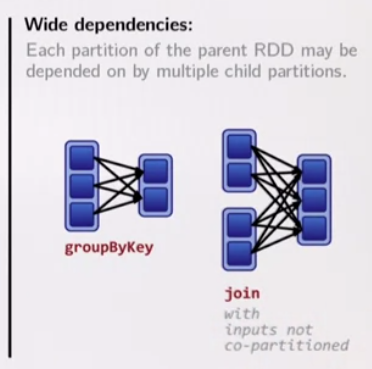 Wide dependencies:
Each partition of the parent RDD may be
depended on by multiple child partitions.
groupByKey
join
with
inputs not
co-partitioned